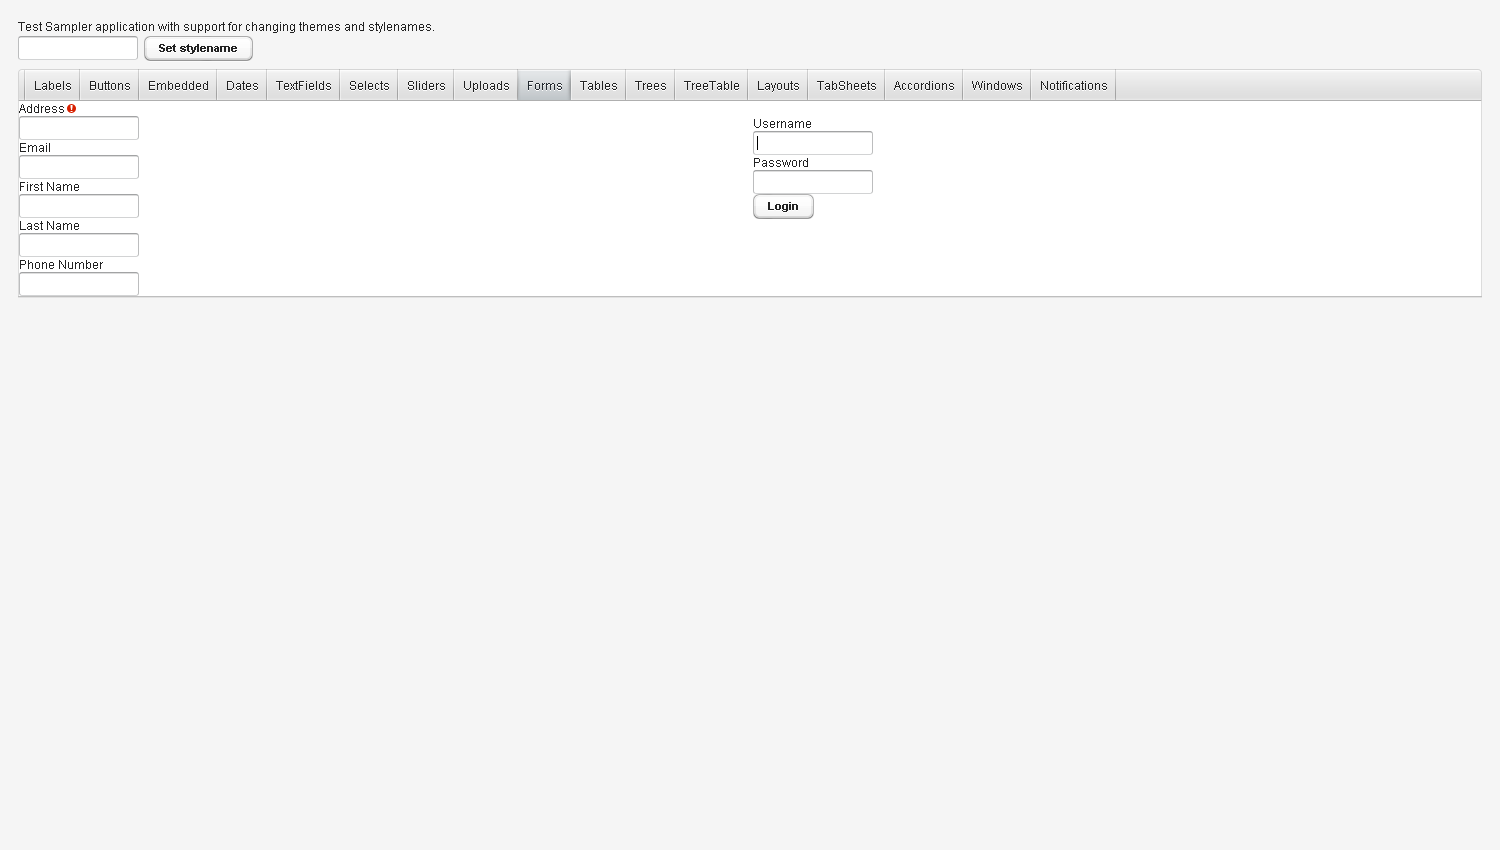 Test Sampler application with support for changing themes and stylenames.
Set stylename
Labels Buttons Embedded Dates TextFields Selects Sliders Uploads Forms Tables Trees TreeTable Layouts TabSheets Accordions Windows Notifications
Address
Email
First Name
Last Name
Phone Number
Username
Password
Login